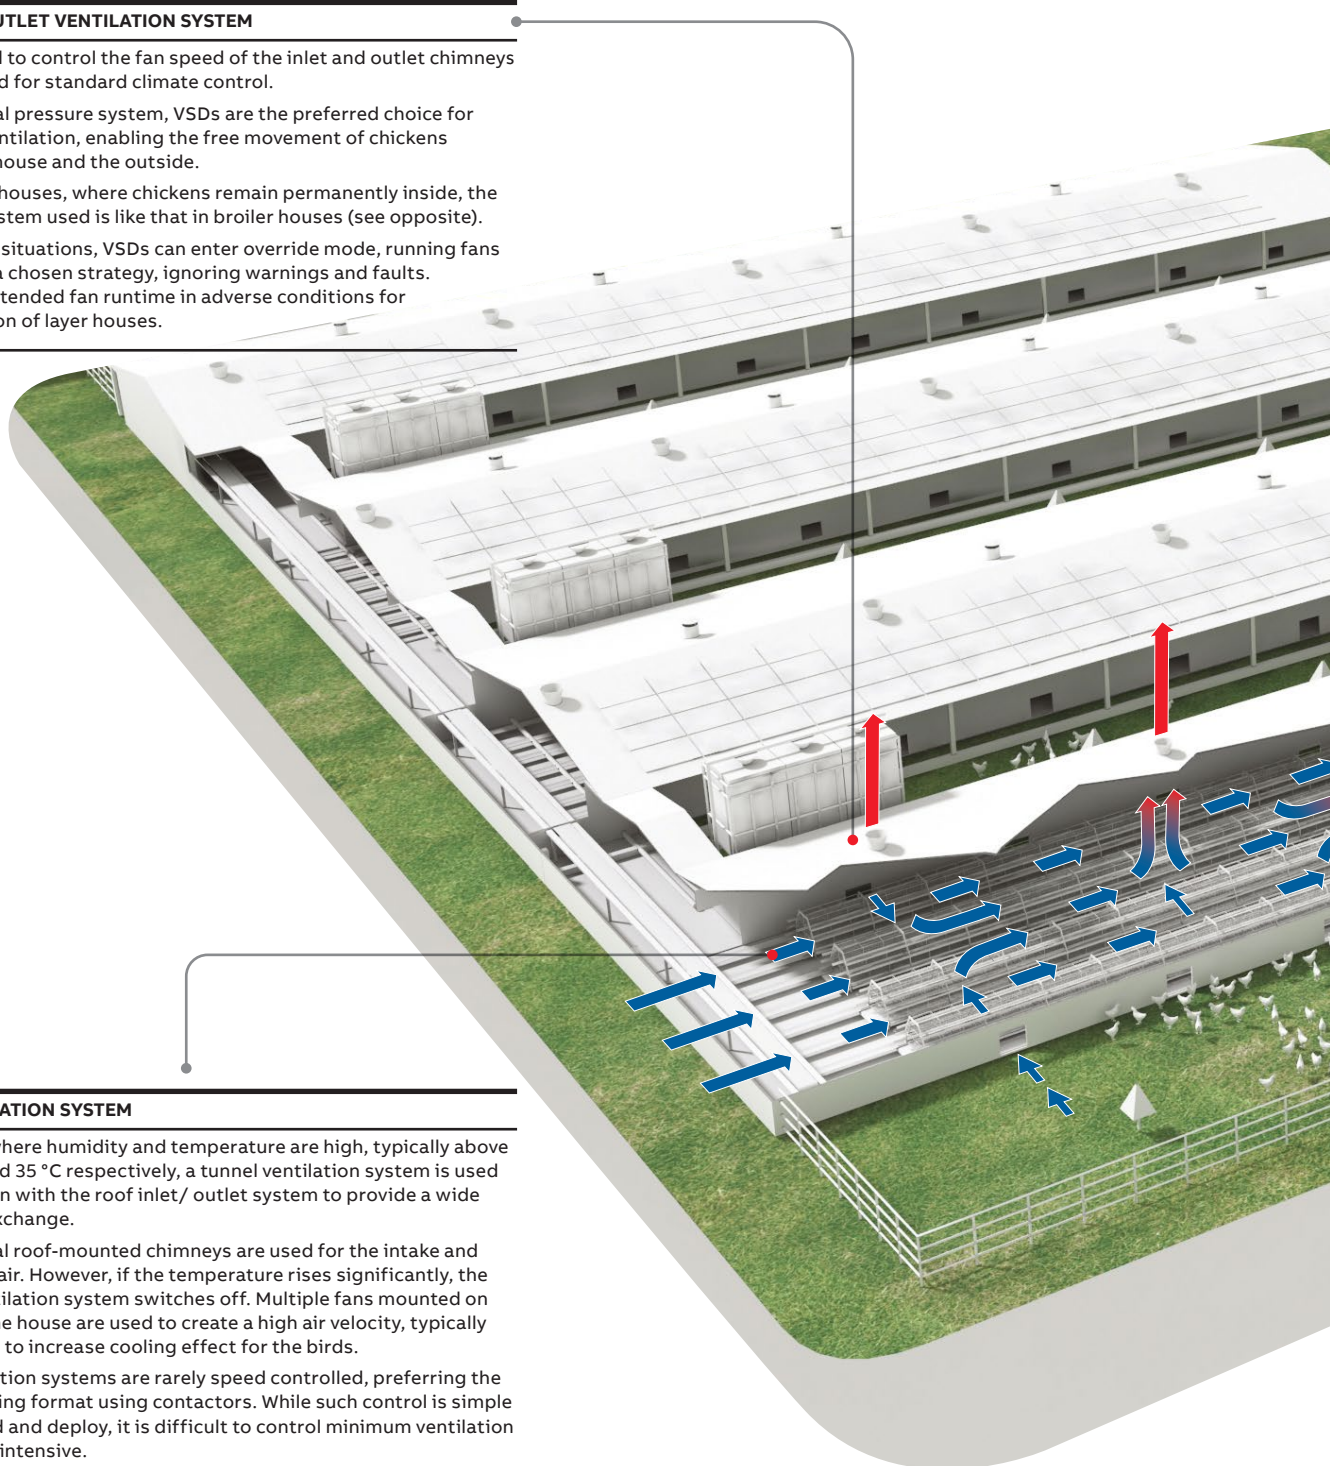 UTLET VENTILATION SYSTEM
to control the fan speed of the inlet and outlet chimneys
for standard climate control.
pressure system, VSDs are the preferred choice for
ntilation, enabling the free movement of chickens
house and the outside.
houses, where chickens remain permanently inside, the
stem used is like that in broiler houses (see opposite).
situations, VSDs can enter override mode, running fans
a chosen strategy, ignoring warnings and faults.
tended fan runtime in adverse conditions for
on of layer houses.
ATION SYSTEM
where humidity and temperature are high, typically above
d 35 °C respectively, a tunnel ventilation system is used
n with the roof inlet/ outlet system to provide a wide
xchange.
al roof-mounted chimneys are used for the intake and
air. However, if the temperature rises significantly, the
tilation system switches off. Multiple fans mounted on
he house are used to create a high air velocity, typically
to increase cooling effect for the birds.
ation systems are rarely speed controlled, preferring the
ing format using contactors. While such control is simple
d and deploy, it is difficult to control minimum ventilation
intensive.